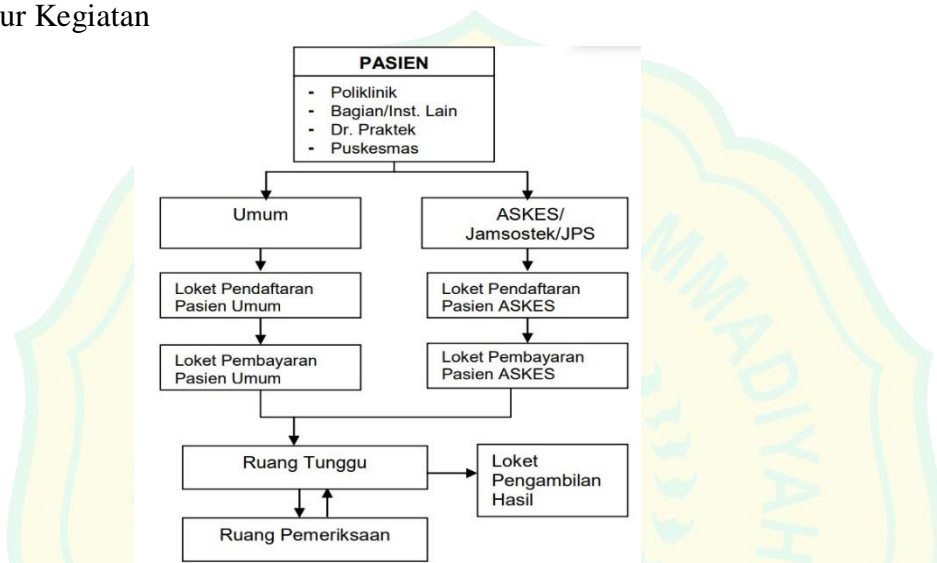 ur Kegiatan
PASIEN
- Poliklinik
- Bagian/Inst. Lain
- Dr. Praktek
- Puskesmas
Umum
ASKES/
Jamsostek/JPS
Loket Pendaftaran
Pasien Umum
Loket Pendaftaran
Pasien ASKES
Loket Pembayaran
Pasien Umum
Loket Pembayaran
Pasien ASKES
Ruang Tunggu
Loket
Pengambilan
Hasil
Ruang Pemeriksaan
MMADIYAH